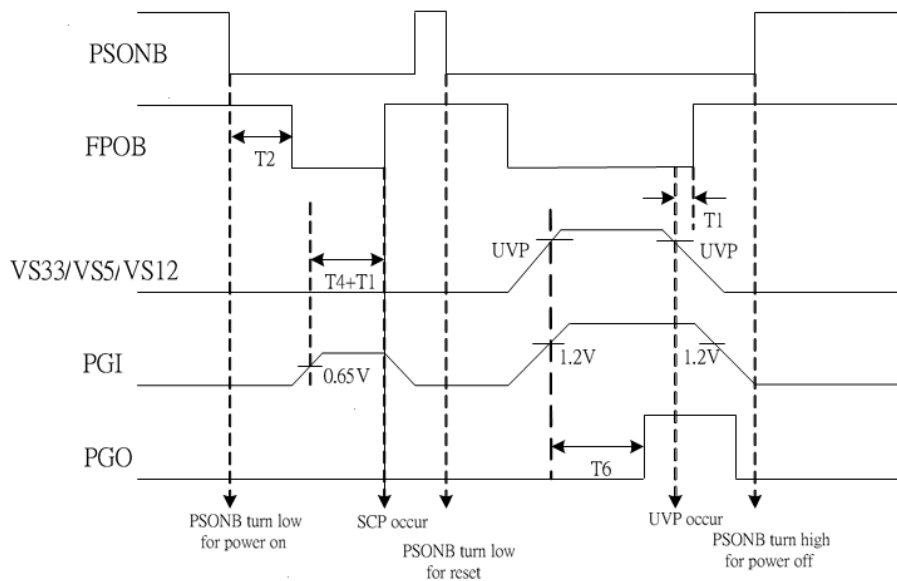 PSONB
FPOB
T2
T1
UVP
UVP
VS33/VS5/VS12
T4+T1
PGI
0.65V
1.2V
1.2V
PGO
T6
PSONB turn low
for power on
SCP occur
PSONB turn low
for reset
UVP occur
PSONB turn high
for power off